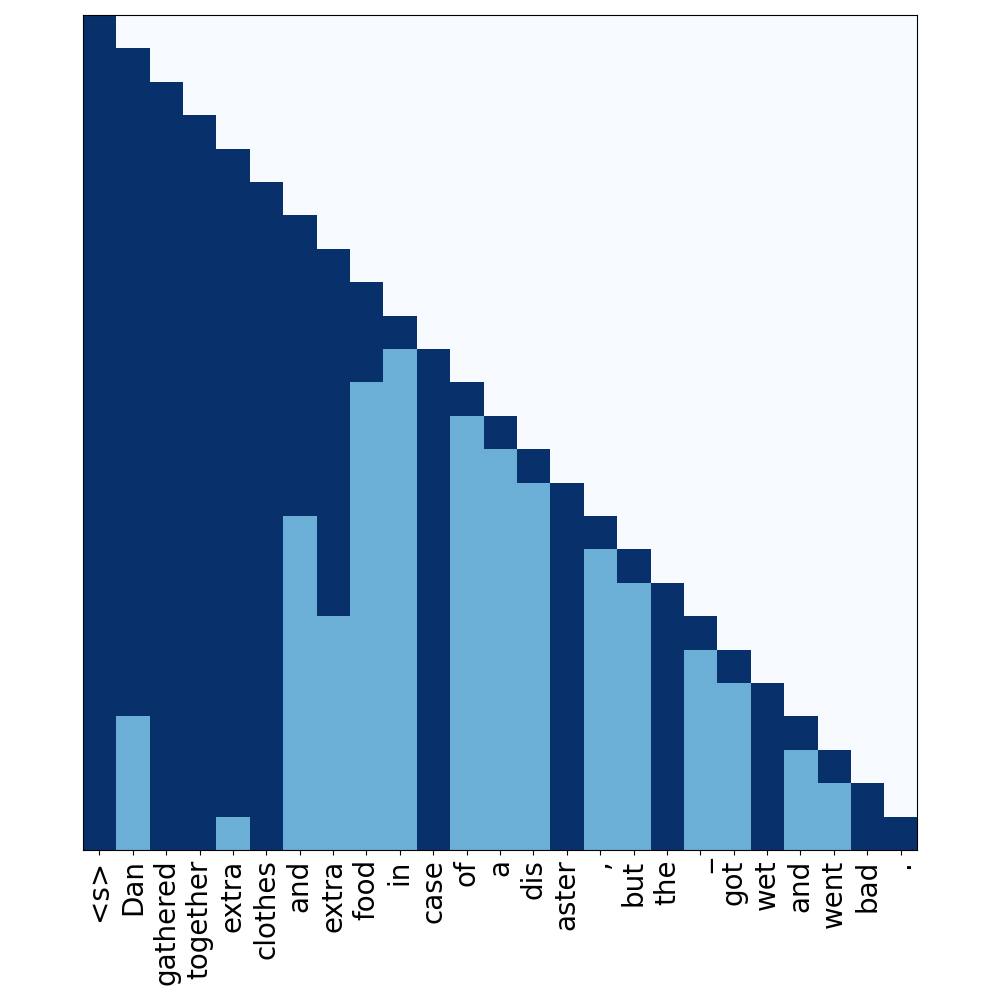 <s> Dan gathered together extra clothes and extra food in case of a dis aster , but the _ got wet and went bad .